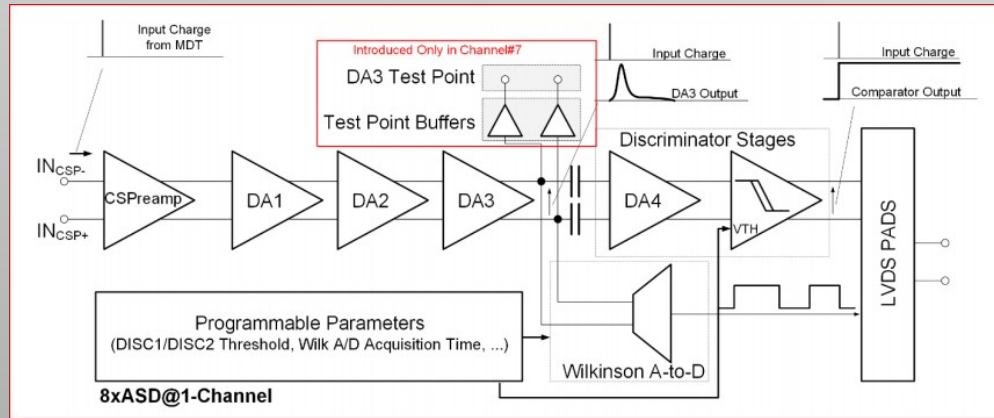 Input Charge
from MDT
Introduced Only in Channel#7
DA3 Test Point
Test Point Buffers
Input Charge
DA3 Output
Input Charge
Comparator Output
Discriminator Stages
INCSP-
INCSP+
CSPreamp
DA1
DA2
DA3
DA4
VTH
LVDS PADS
Programmable Parameters
(DISC1/DISC2 Threshold, Wilk A/D Acquisition Time, ...)
Wilkinson A-to-D
8xASD@1-Channel